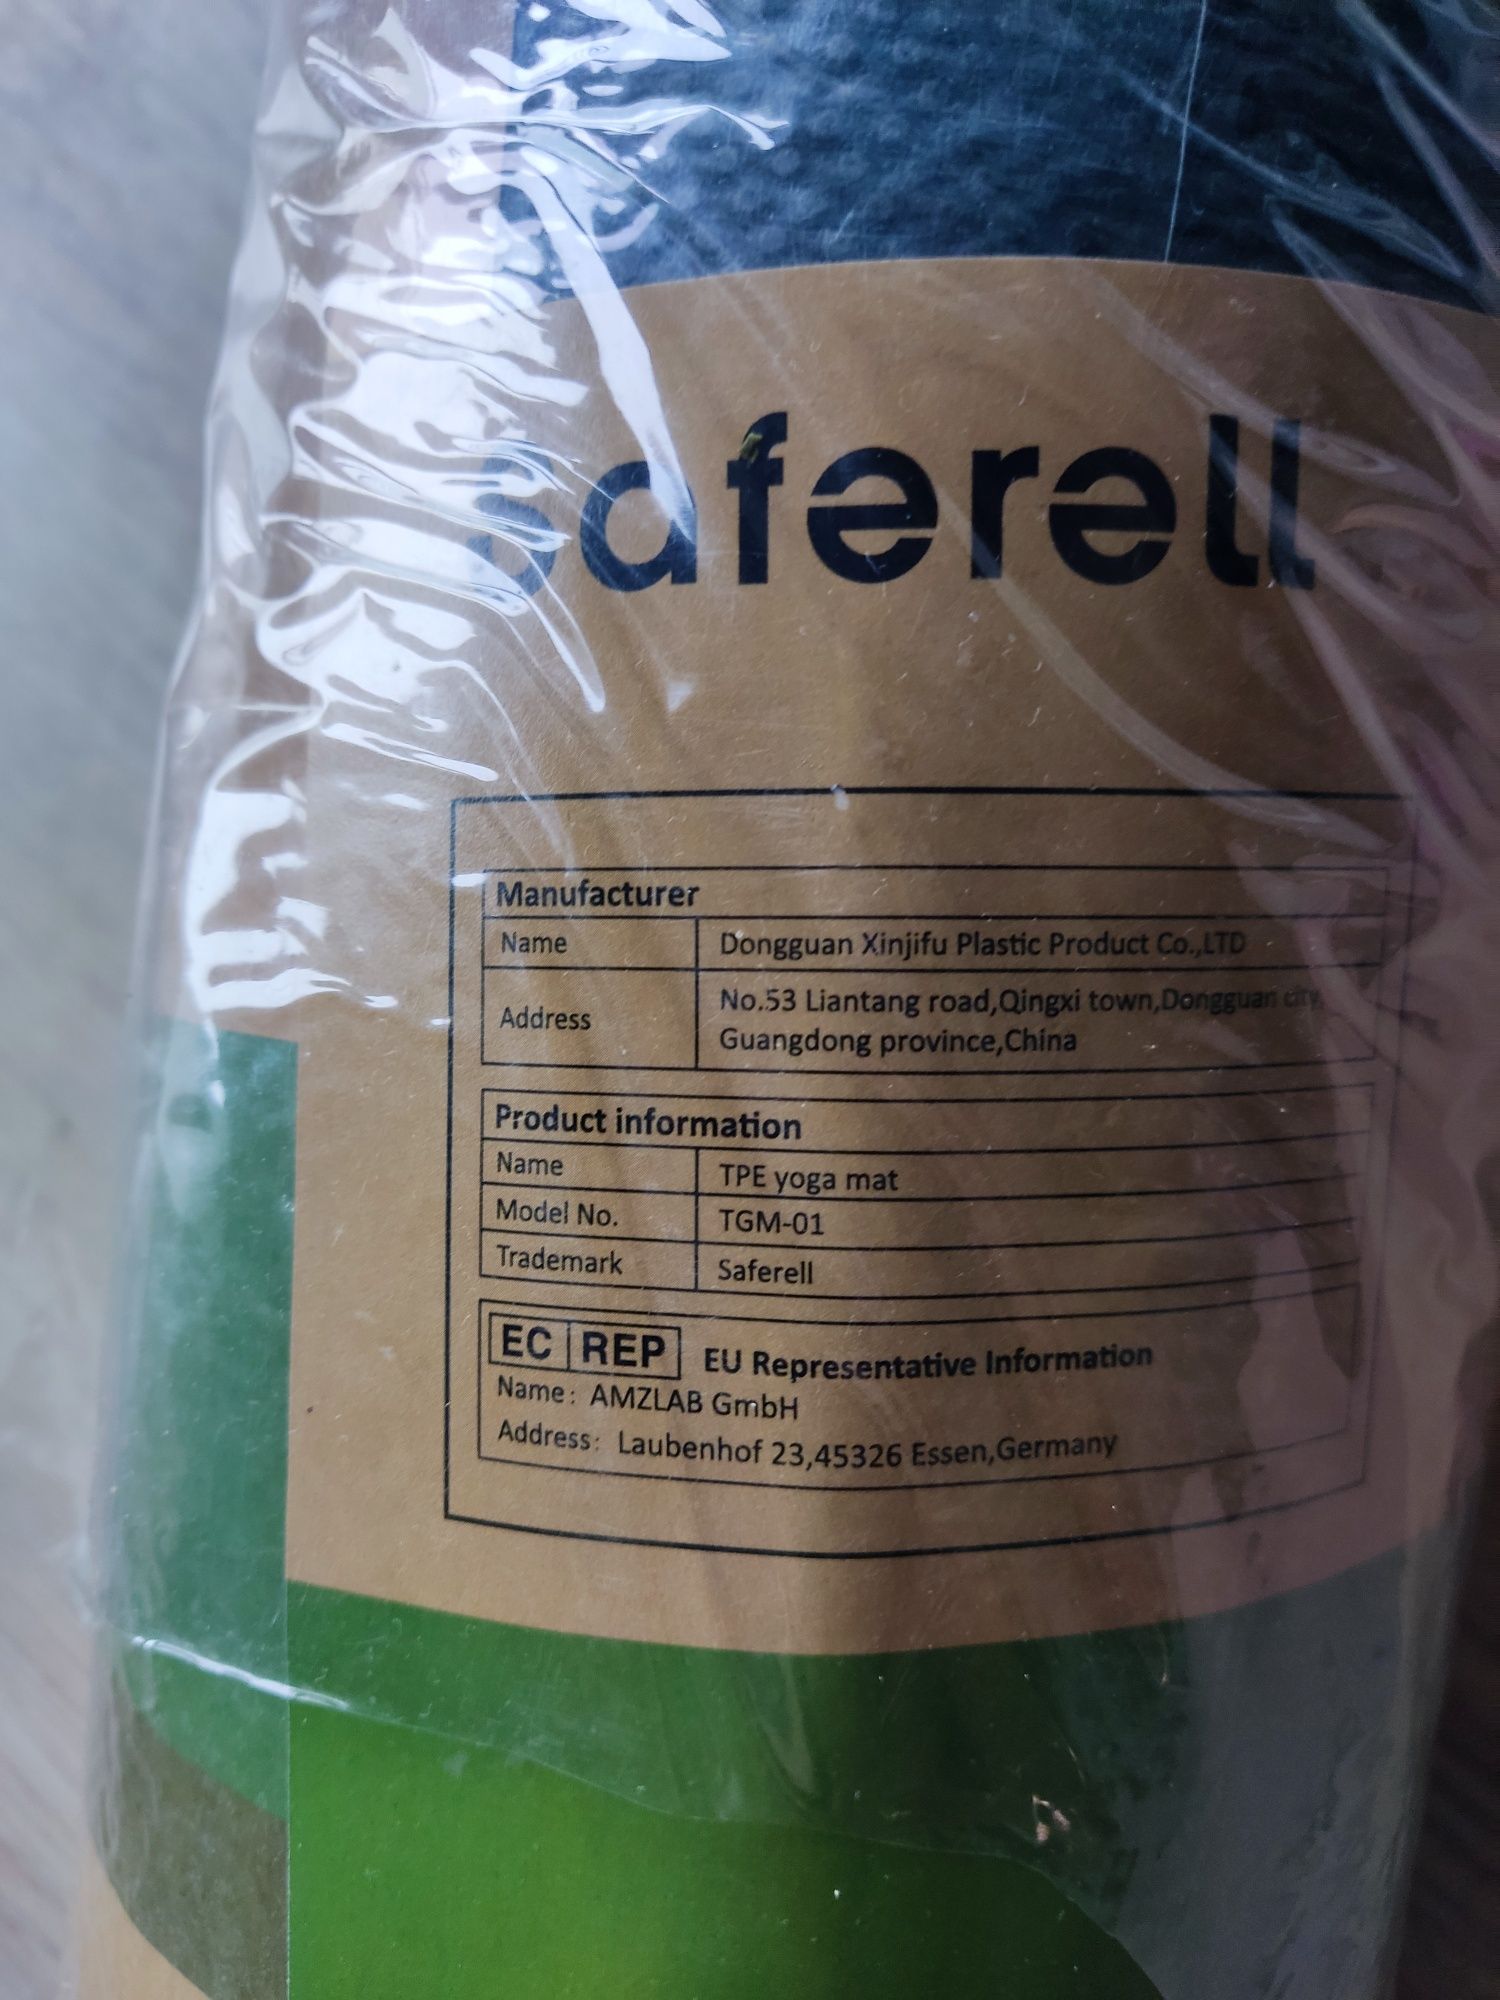 saferell
Manufacturer
Name Dongguan Xinjifu Plastic Product Co.,LTD
Address No.53 Liantang road,Qingxi town,Dongguan city,
Guangdong province,China
Product information
Name TPE yoga mat
Model No. TGM-01
Trademark Saferell
EC REP EU Representative Information
Name: AMZLAB GmbH
Address: Laubenhof 23,45326 Essen,Germany